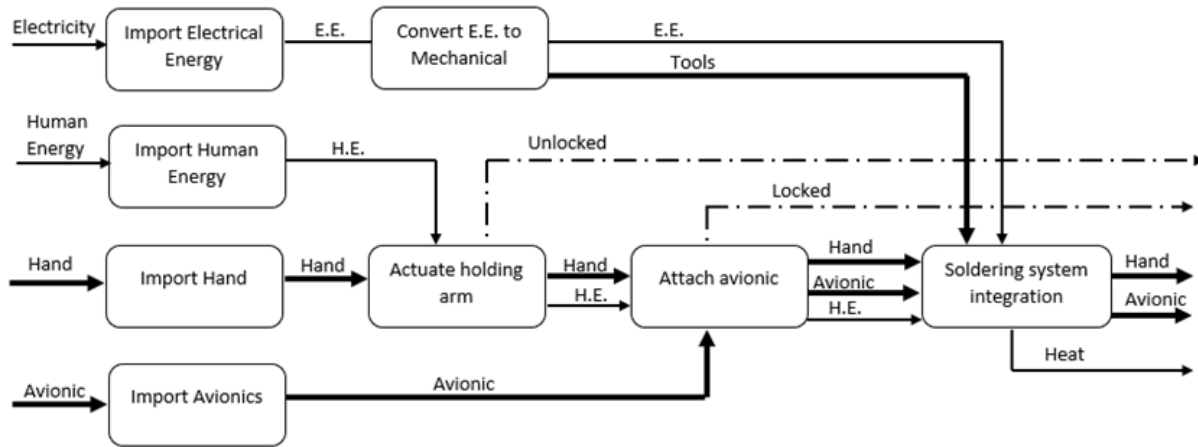 Electricity
Import Electrical
Energy
E.E.
Convert E.E. to
Mechanical
E.E.
Tools
Human
Energy
Import Human
Energy
H.E.
Unlocked
Locked
Hand
Import Hand
Hand
Actuate holding
arm
Hand
H.E.
Attach avionic
Hand
Avionic
H.E.
Soldering system
integration
Hand
Avionic
Heat
Avionic
Import Avionics
Avionic